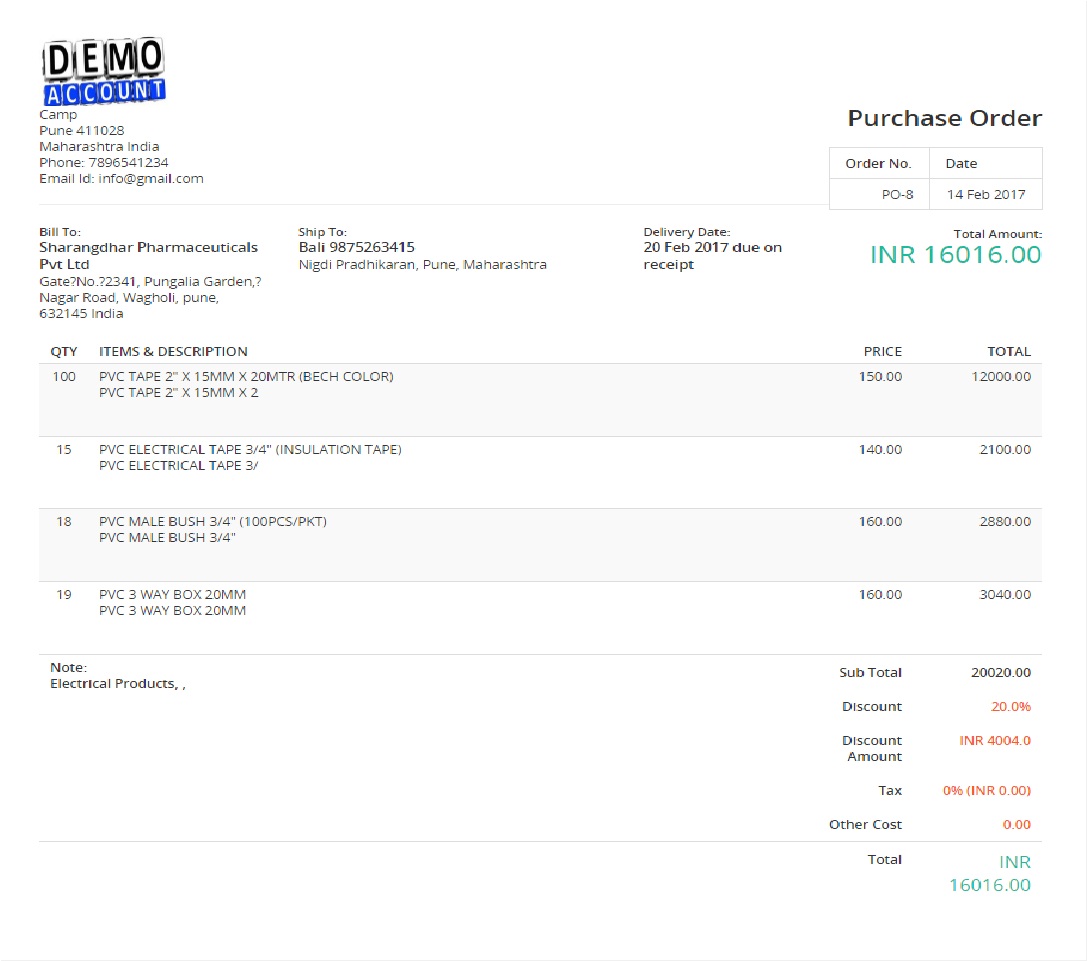 DEMO
ACCOUNT
Camp
Pune 411028
Maharashtra India
Phone: 7896541234
Email Id: info@gmail.com
Purchase Order
Order No. Date
PO-8 14 Feb 2017
Bill To:
Sharangdhar Pharmaceuticals
Pvt Ltd
Gate?No.?2341, Pungalia Garden,?
Nagar Road, Wagholi, pune,
632145 India
Ship To:
Bali 9875263415
Nigdi Pradhikaran, Pune, Maharashtra
Delivery Date:
20 Feb 2017 due on
receipt
Total Amount:
INR 16016.00
QTY ITEMS & DESCRIPTION PRICE TOTAL
100 PVC TAPE 2" X 15MM X 20MTR (BECH COLOR) 150.00 12000.00
PVC TAPE 2" X 15MM X 2
15 PVC ELECTRICAL TAPE 3/4" (INSULATION TAPE) 140.00 2100.00
PVC ELECTRICAL TAPE 3/
18 PVC MALE BUSH 3/4" (100PCS/PKT) 160.00 2880.00
PVC MALE BUSH 3/4"
19 PVC 3 WAY BOX 20MM 160.00 3040.00
PVC 3 WAY BOX 20MM
Note:
Electrical Products, ,
Sub Total 20020.00
Discount 20.0%
Discount
Amount INR 4004.0
Tax 0% (INR 0.00)
Other Cost 0.00
Total INR
16016.00